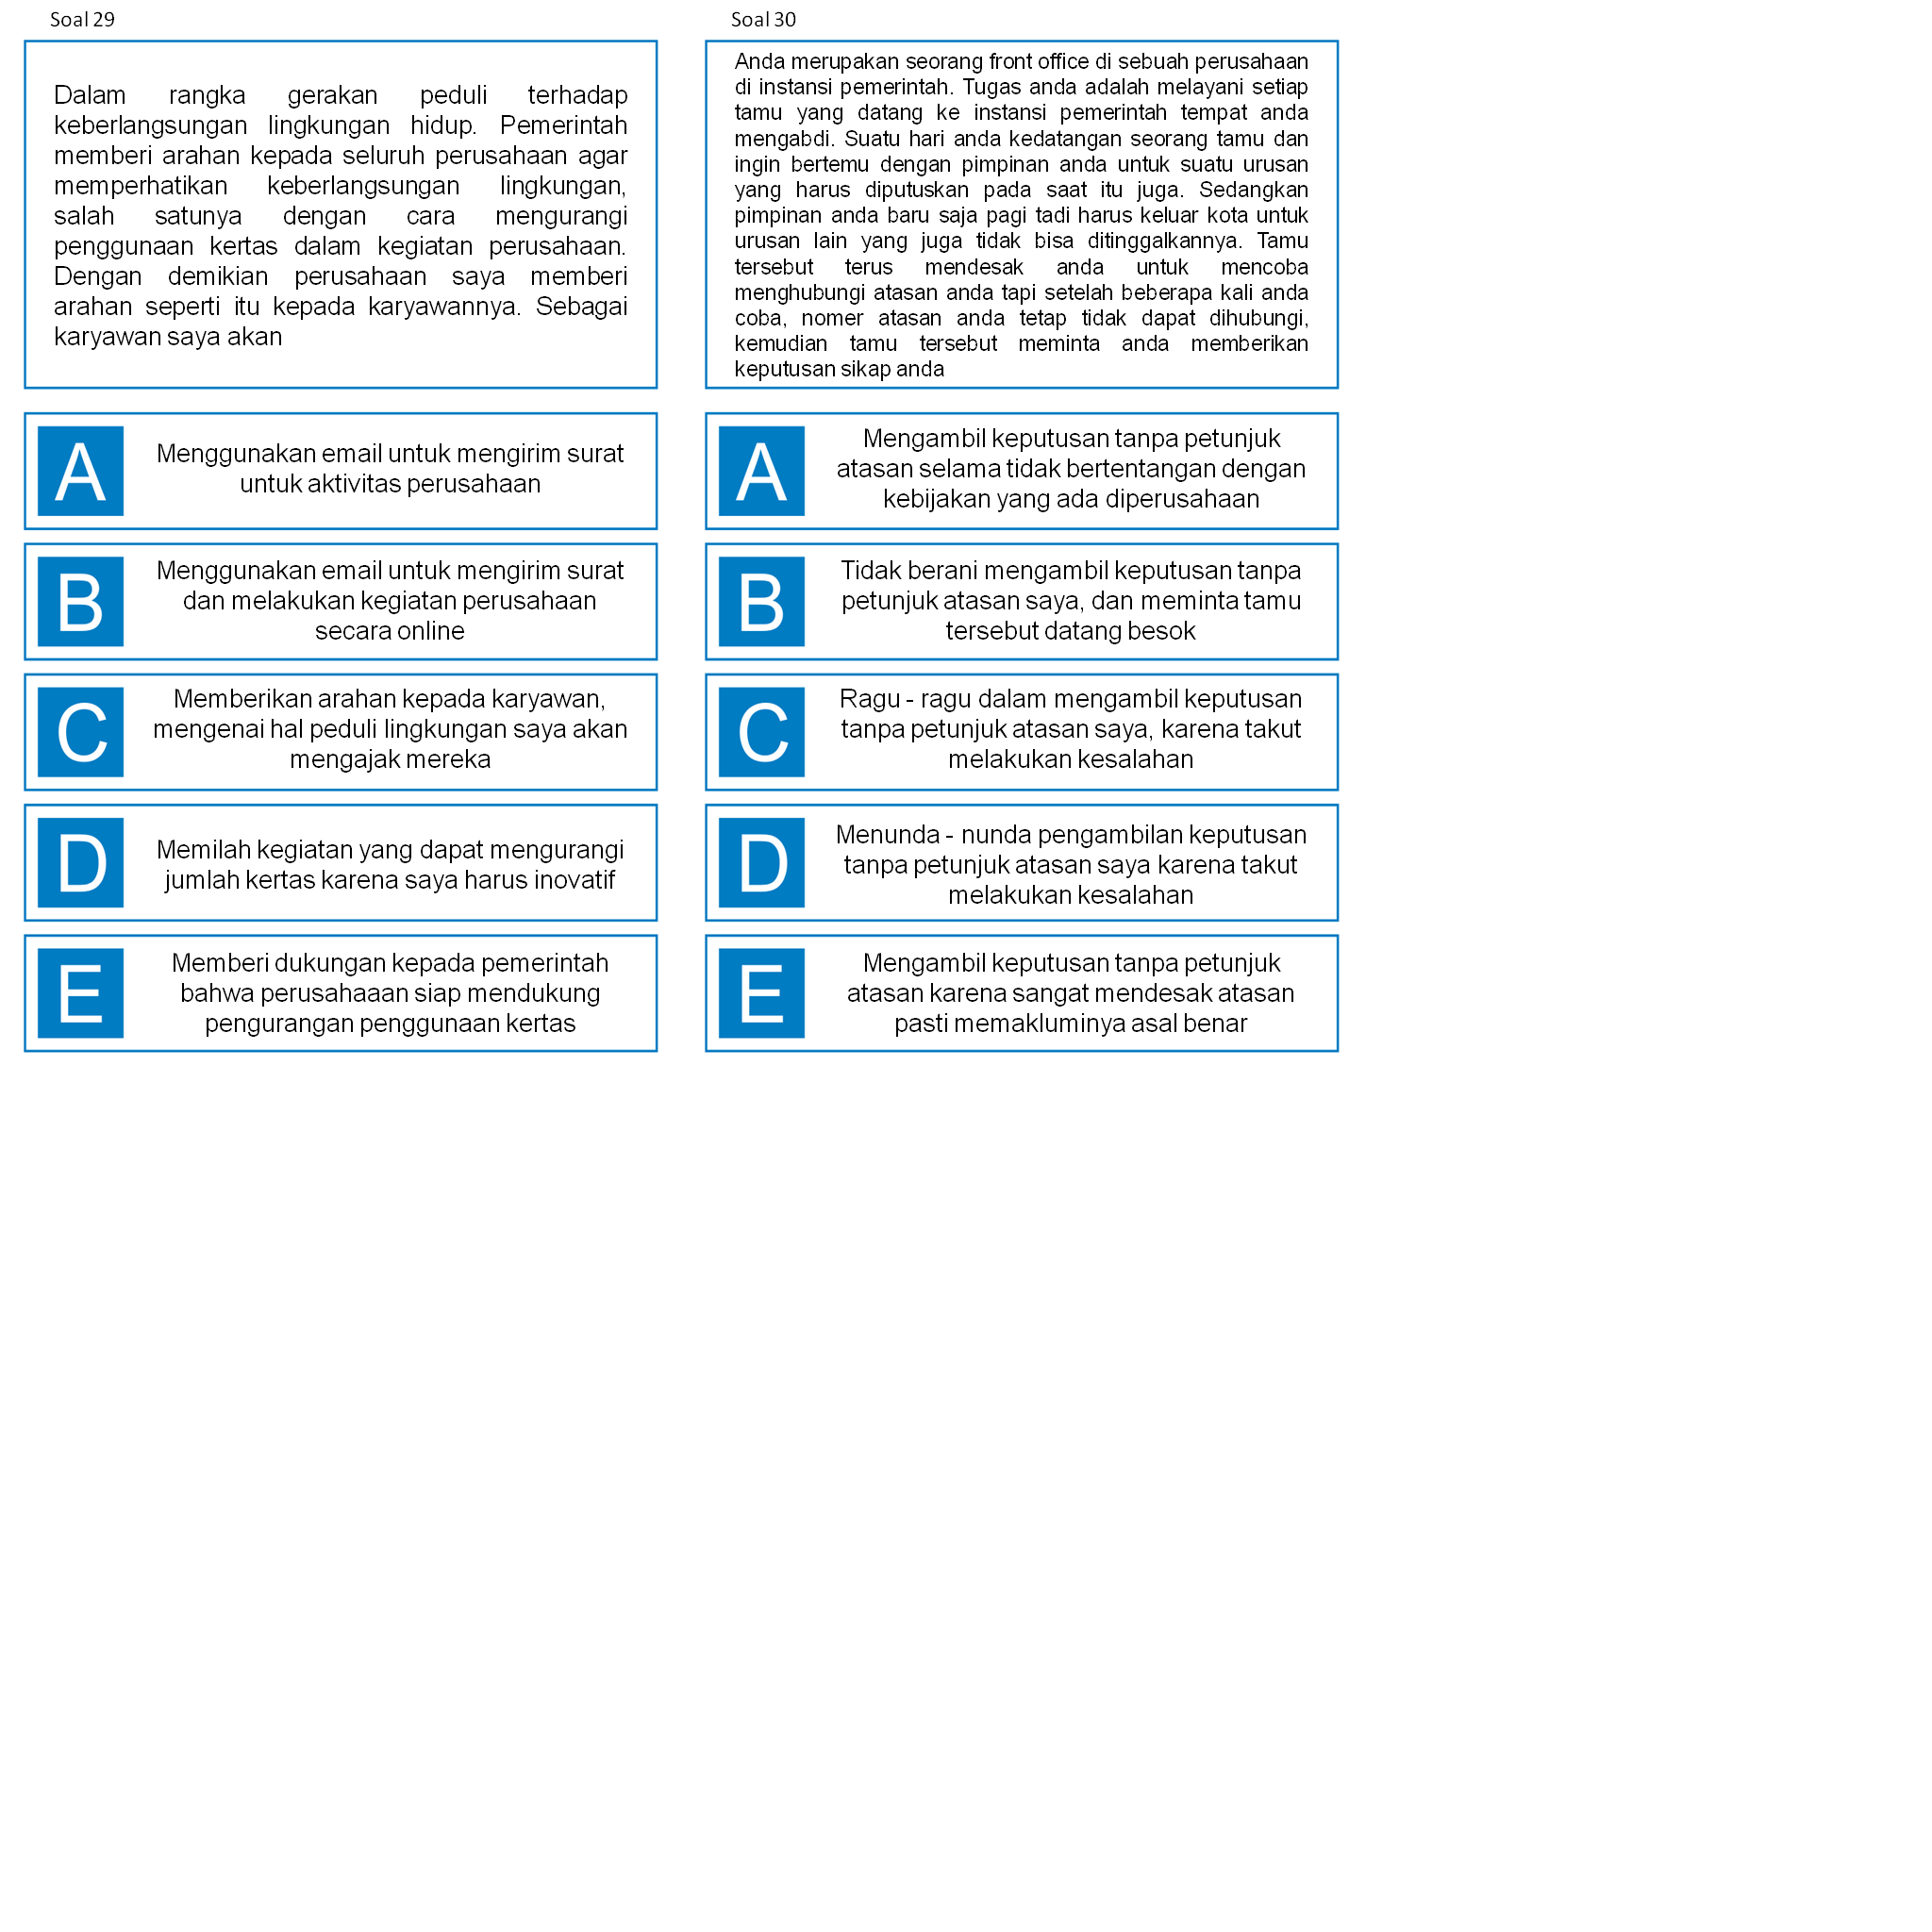 Soal 29
Dalam rangka gerakan peduli terhadap
keberlangsungan lingkungan hidup. Pemerintah
memberi arahan kepada seluruh perusahaan agar
memperhatikan keberlangsungan lingkungan,
salah satunya dengan cara mengurangi
penggunaan kertas dalam kegiatan perusahaan.
Dengan demikian perusahaan saya memberi
arahan seperti itu kepada karyawannya. Sebagai
karyawan saya akan
A
Menggunakan email untuk mengirim surat
untuk aktivitas perusahaan
B
Menggunakan email untuk mengirim surat
dan melakukan kegiatan perusahaan
secara online
C
Memberikan arahan kepada karyawan,
mengenai hal peduli lingkungan saya akan
mengajak mereka
D
Memilah kegiatan yang dapat mengurangi
jumlah kertas karena saya harus inovatif
E
Memberi dukungan kepada pemerintah
bahwa perusahaaan siap mendukung
pengurangan penggunaan kertas
Soal 30
Anda merupakan seorang front office di sebuah perusahaan
di instansi pemerintah. Tugas anda adalah melayani setiap
tamu yang datang ke instansi pemerintah tempat anda
mengabdi. Suatu hari anda kedatangan seorang tamu dan
ingin bertemu dengan pimpinan anda untuk suatu urusan
yang harus diputuskan pada saat itu juga. Sedangkan
pimpinan anda baru saja pagi tadi harus keluar kota untuk
urusan lain yang juga tidak bisa ditinggalkannya. Tamu
tersebut terus mendesak anda untuk mencoba
menghubungi atasan anda tapi setelah beberapa kali anda
coba, nomer atasan anda tetap tidak dapat dihubungi,
kemudian tamu tersebut meminta anda memberikan
keputusan sikap anda
A
Mengambil keputusan tanpa petunjuk
atasan selama tidak bertentangan dengan
kebijakan yang ada diperusahaan
B
Tidak berani mengambil keputusan tanpa
petunjuk atasan saya, dan meminta tamu
tersebut datang besok
C
Ragu - ragu dalam mengambil keputusan
tanpa petunjuk atasan saya, karena takut
melakukan kesalahan
D
Menunda - nunda pengambilan keputusan
tanpa petunjuk atasan saya karena takut
melakukan kesalahan
E
Mengambil keputusan tanpa petunjuk
atasan karena sangat mendesak atasan
pasti memakluminya asal benar